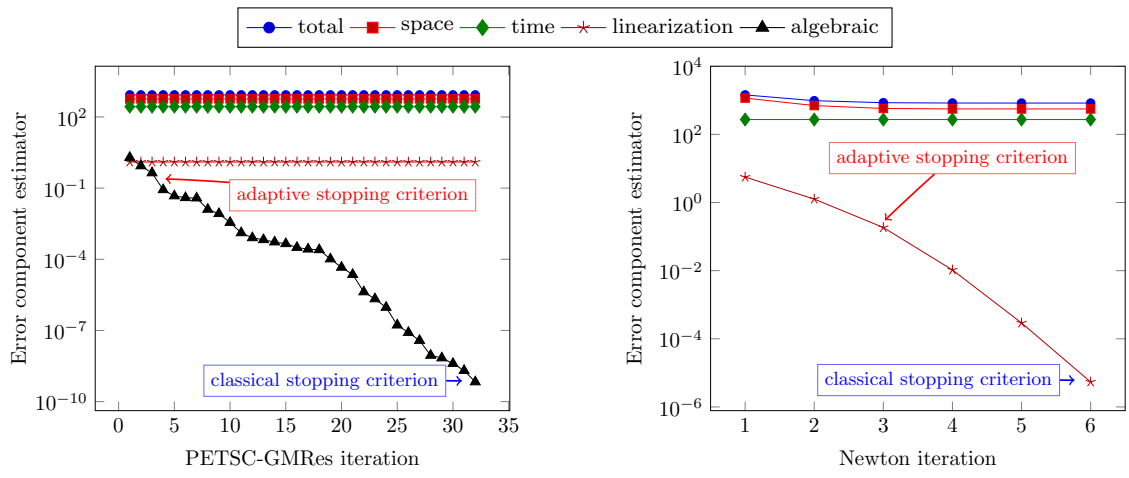 total space time linearization algebraic
10^2
10^−1
10^−4
10^−7
10^−10
Error component estimator
adaptive stopping criterion
classical stopping criterion
0 5 10 15 20 25 30 35
PETSC-GMRes iteration
10^4
10^2
10^0
10^−2
10^−4
10^−6
Error component estimator
adaptive stopping criterion
classical stopping criterion
1 2 3 4 5 6
Newton iteration